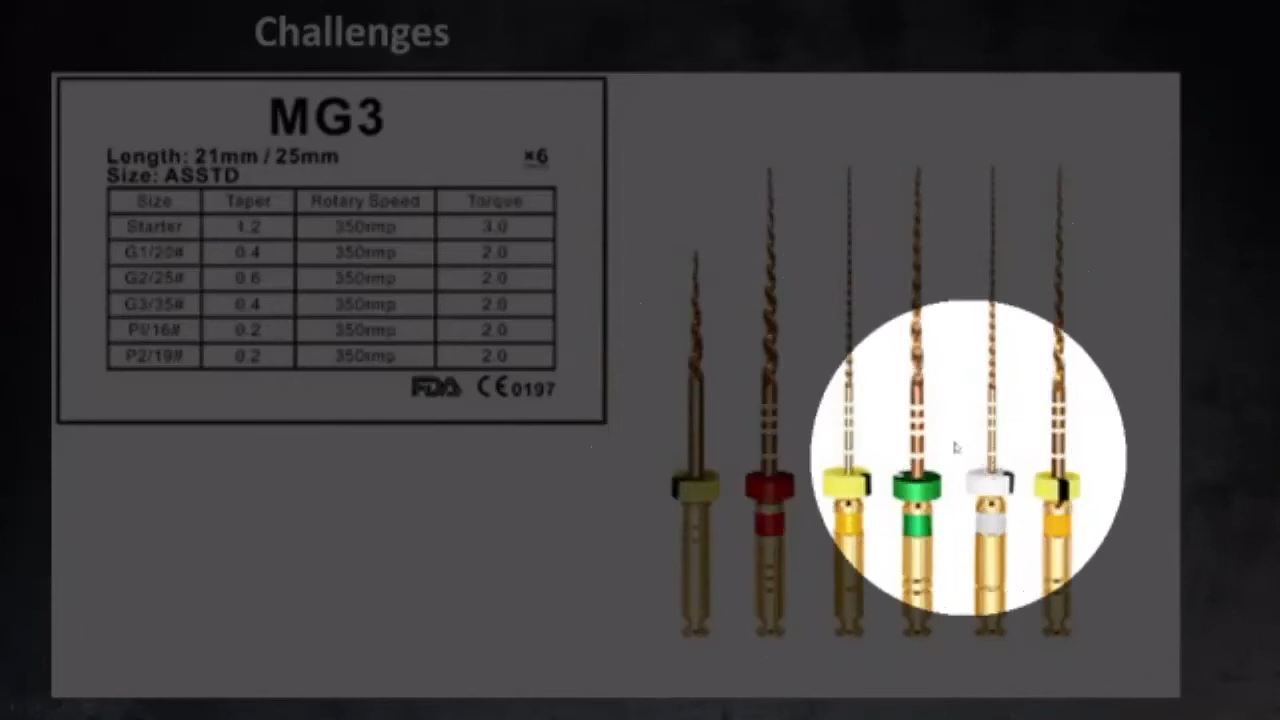 Challenges
MG3
Length: 21mm / 25mm ×6
Size: ASSTD
Size Taper Rotary Speed Torque
Starter 1.2 350rmp 3.0
G1/20# 0.4 350rmp 2.0
G2/25# 0.6 350rmp 2.0
G3/35# 0.4 350rmp 2.0
P1/16# 0.2 350rmp 2.0
P2/19# 0.2 350rmp 2.0
FDA CE 0197